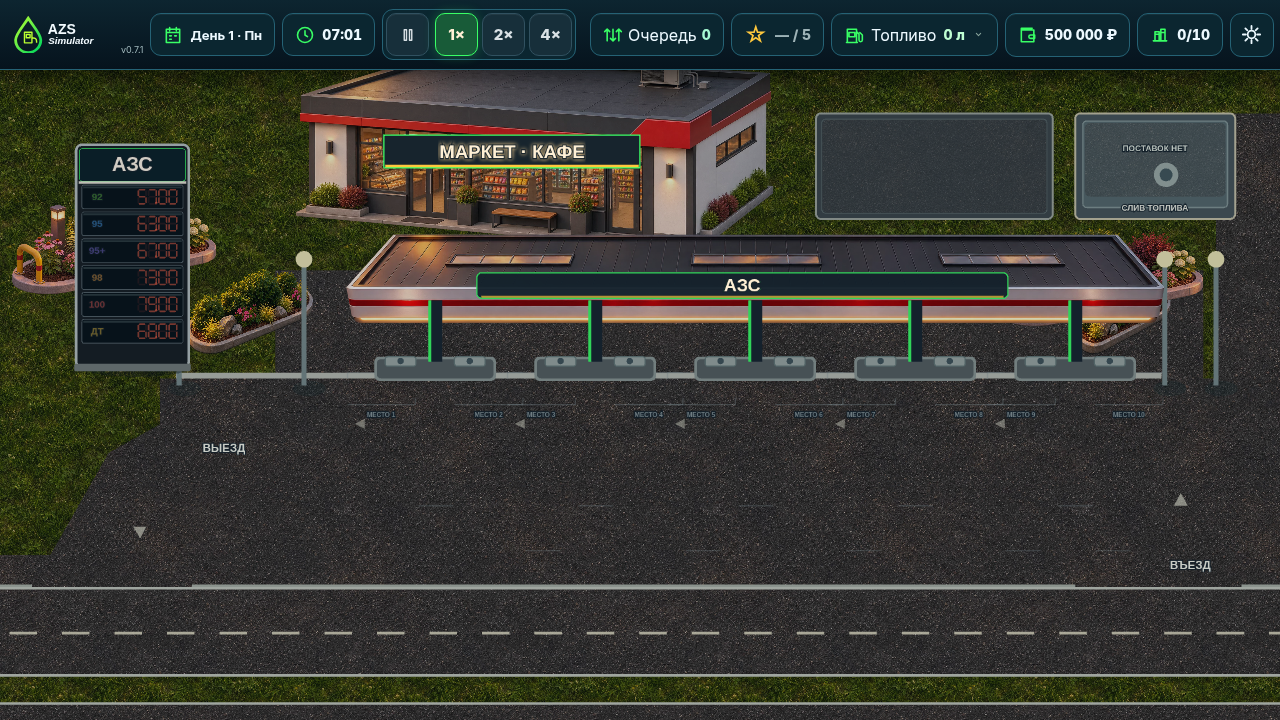 AZS
Simulator
v0.7.1
День 1 · Пн
07:01
1×
2×
4×
Очередь 0
— / 5
Топливо 0 л
500 000 ₽
0/10
МАРКЕТ · КАФЕ
АЗС
92 5700
95 6300
95+ 6700
98 7300
100 7900
ДТ 6800
ПОСТАВОК НЕТ
СЛИВ ТОПЛИВА
АЗС
МЕСТО 1
МЕСТО 2
МЕСТО 3
МЕСТО 4
МЕСТО 5
МЕСТО 6
МЕСТО 7
МЕСТО 8
МЕСТО 9
МЕСТО 10
ВЫЕЗД
ВЪЕЗД